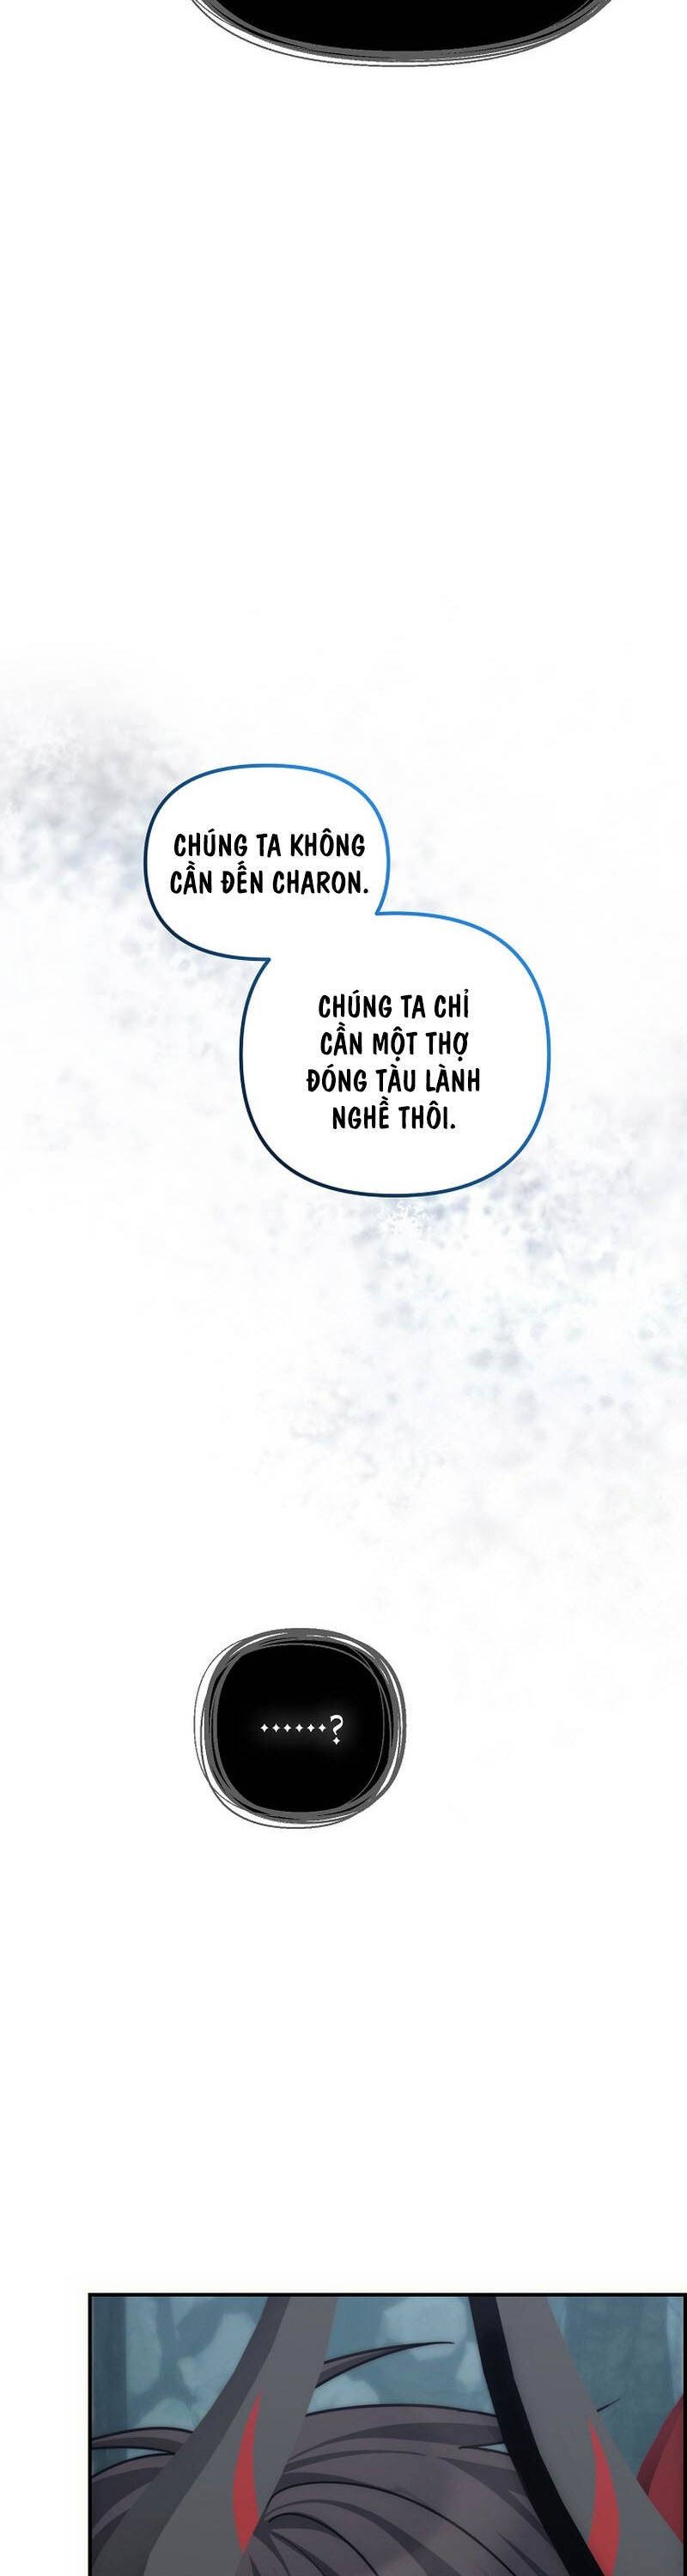 CHÚNG TA KHÔNG
CẦN ĐẾN CHARON.
CHÚNG TA CHỈ
CẦN MỘT THỢ
ĐÓNG TÀU LÀNH
NGHỀ THÔI.
......?